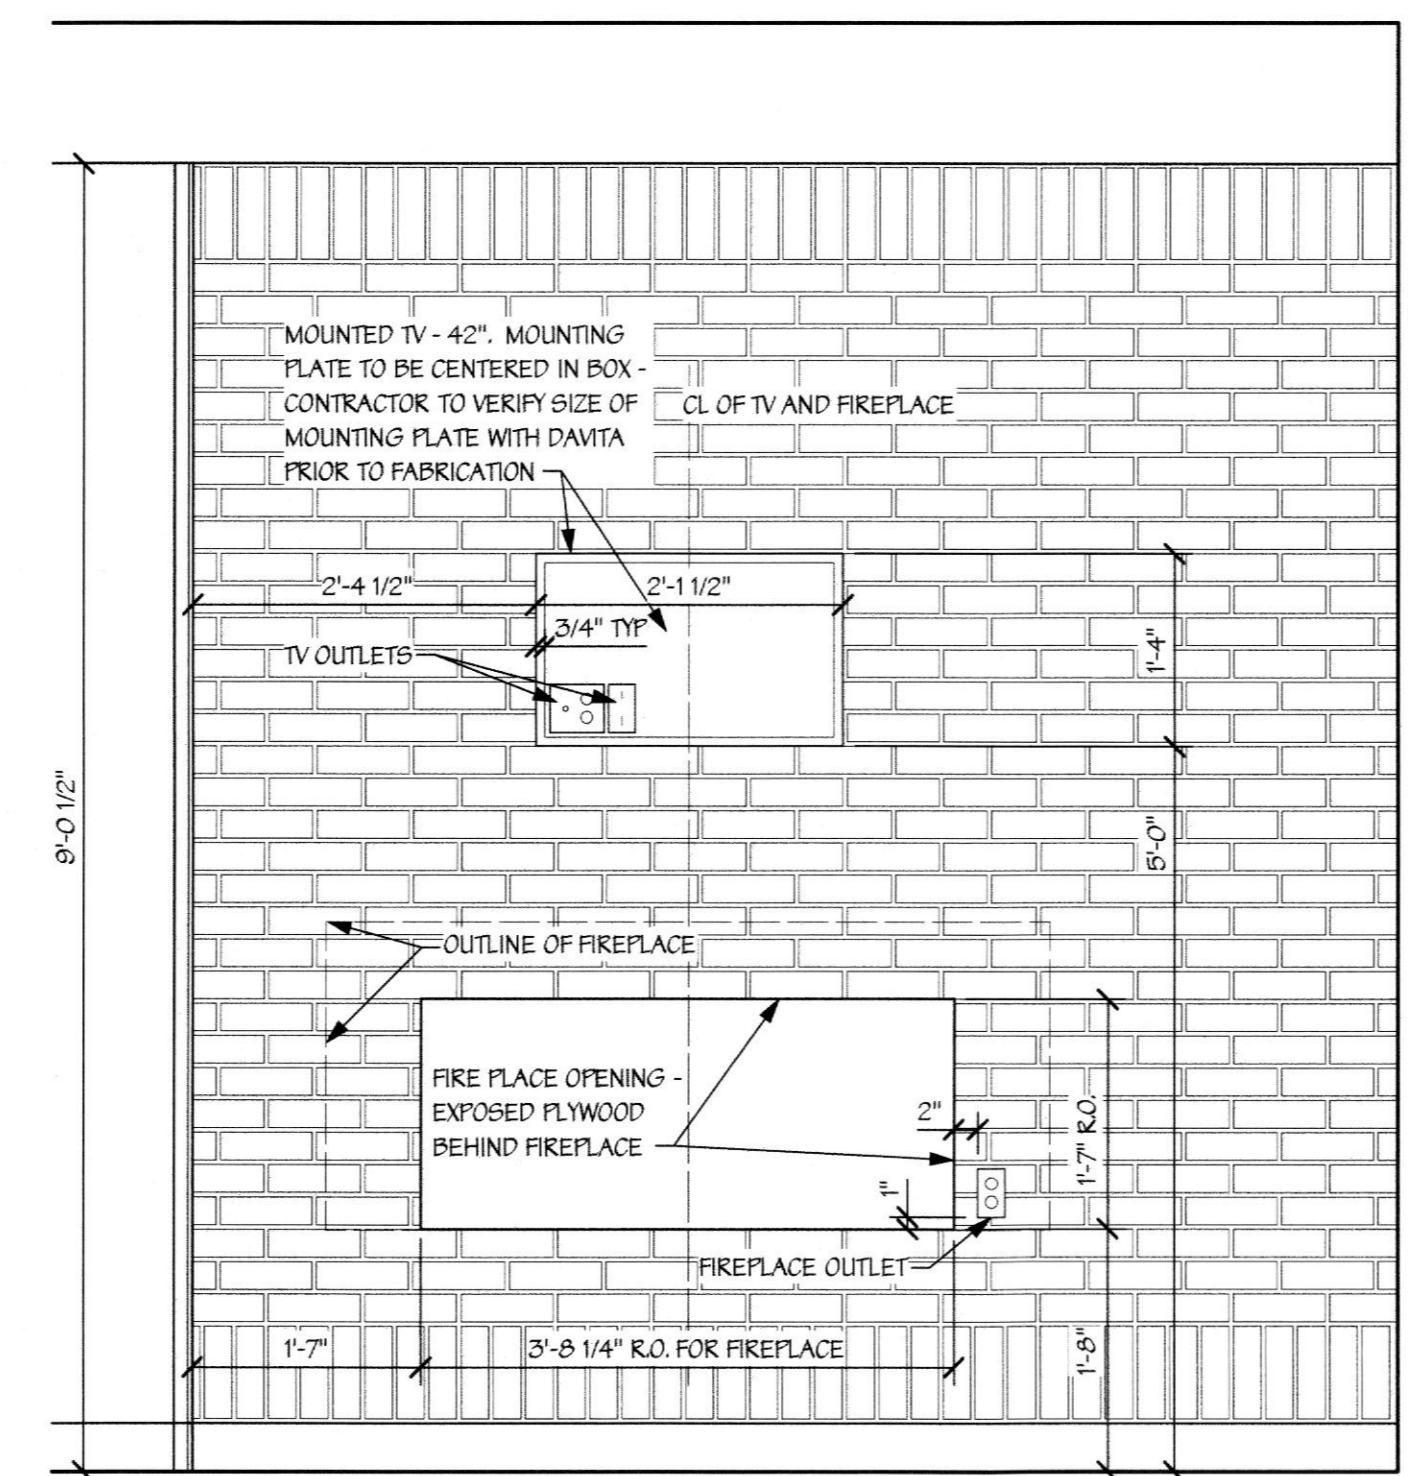 MOUNTED TV - 42". MOUNTING
PLATE TO BE CENTERED IN BOX -
CONTRACTOR TO VERIFY SIZE OF
MOUNTING PLATE WITH DAVITA
PRIOR TO FABRICATION
CL OF TV AND FIREPLACE
2'-4 1/2"
2'-1 1/2"
3/4" TYP
TV OUTLETS
1'-4"
9'-0 1/2"
5'-0"
OUTLINE OF FIREPLACE
FIRE PLACE OPENING -
EXPOSED PLYWOOD
BEHIND FIREPLACE
2"
1'-7" R.O.
1"
FIREPLACE OUTLET
1'-7"
3'-8 1/4" R.O. FOR FIREPLACE
1'-8"